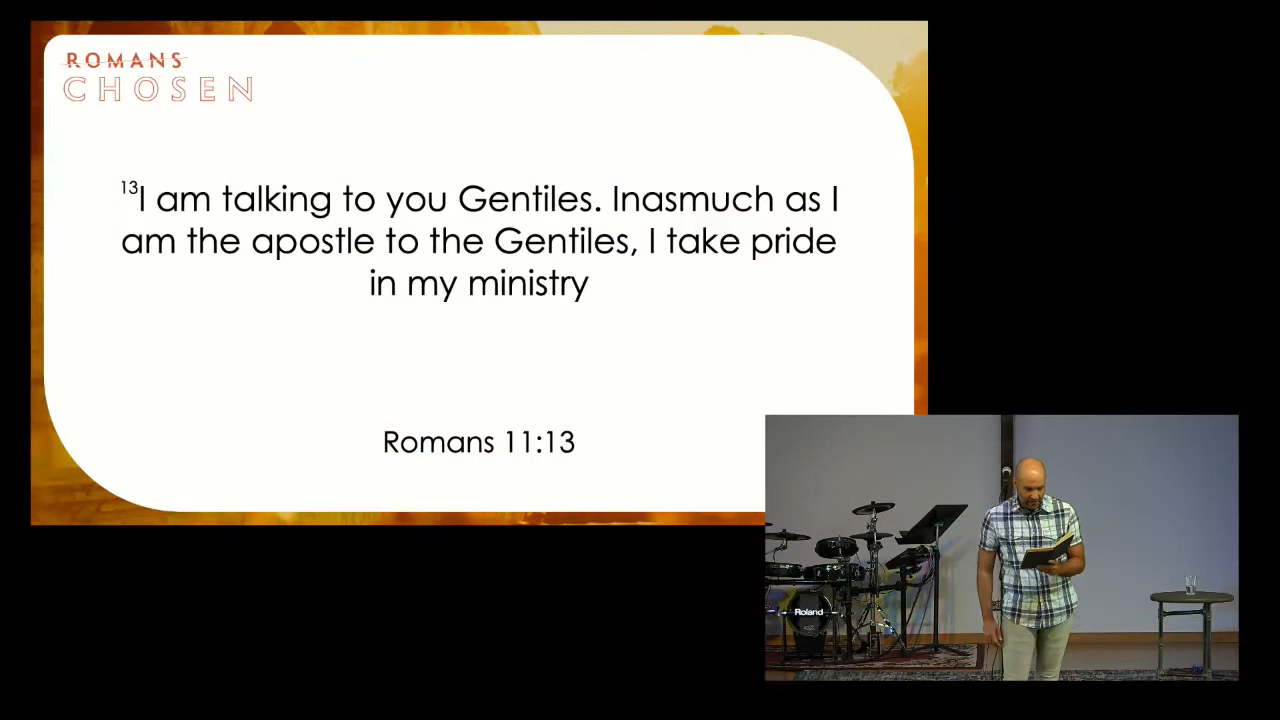 ROMANS
CHOSEN
13I am talking to you Gentiles. Inasmuch as I
am the apostle to the Gentiles, I take pride
in my ministry
Romans 11:13
Roland